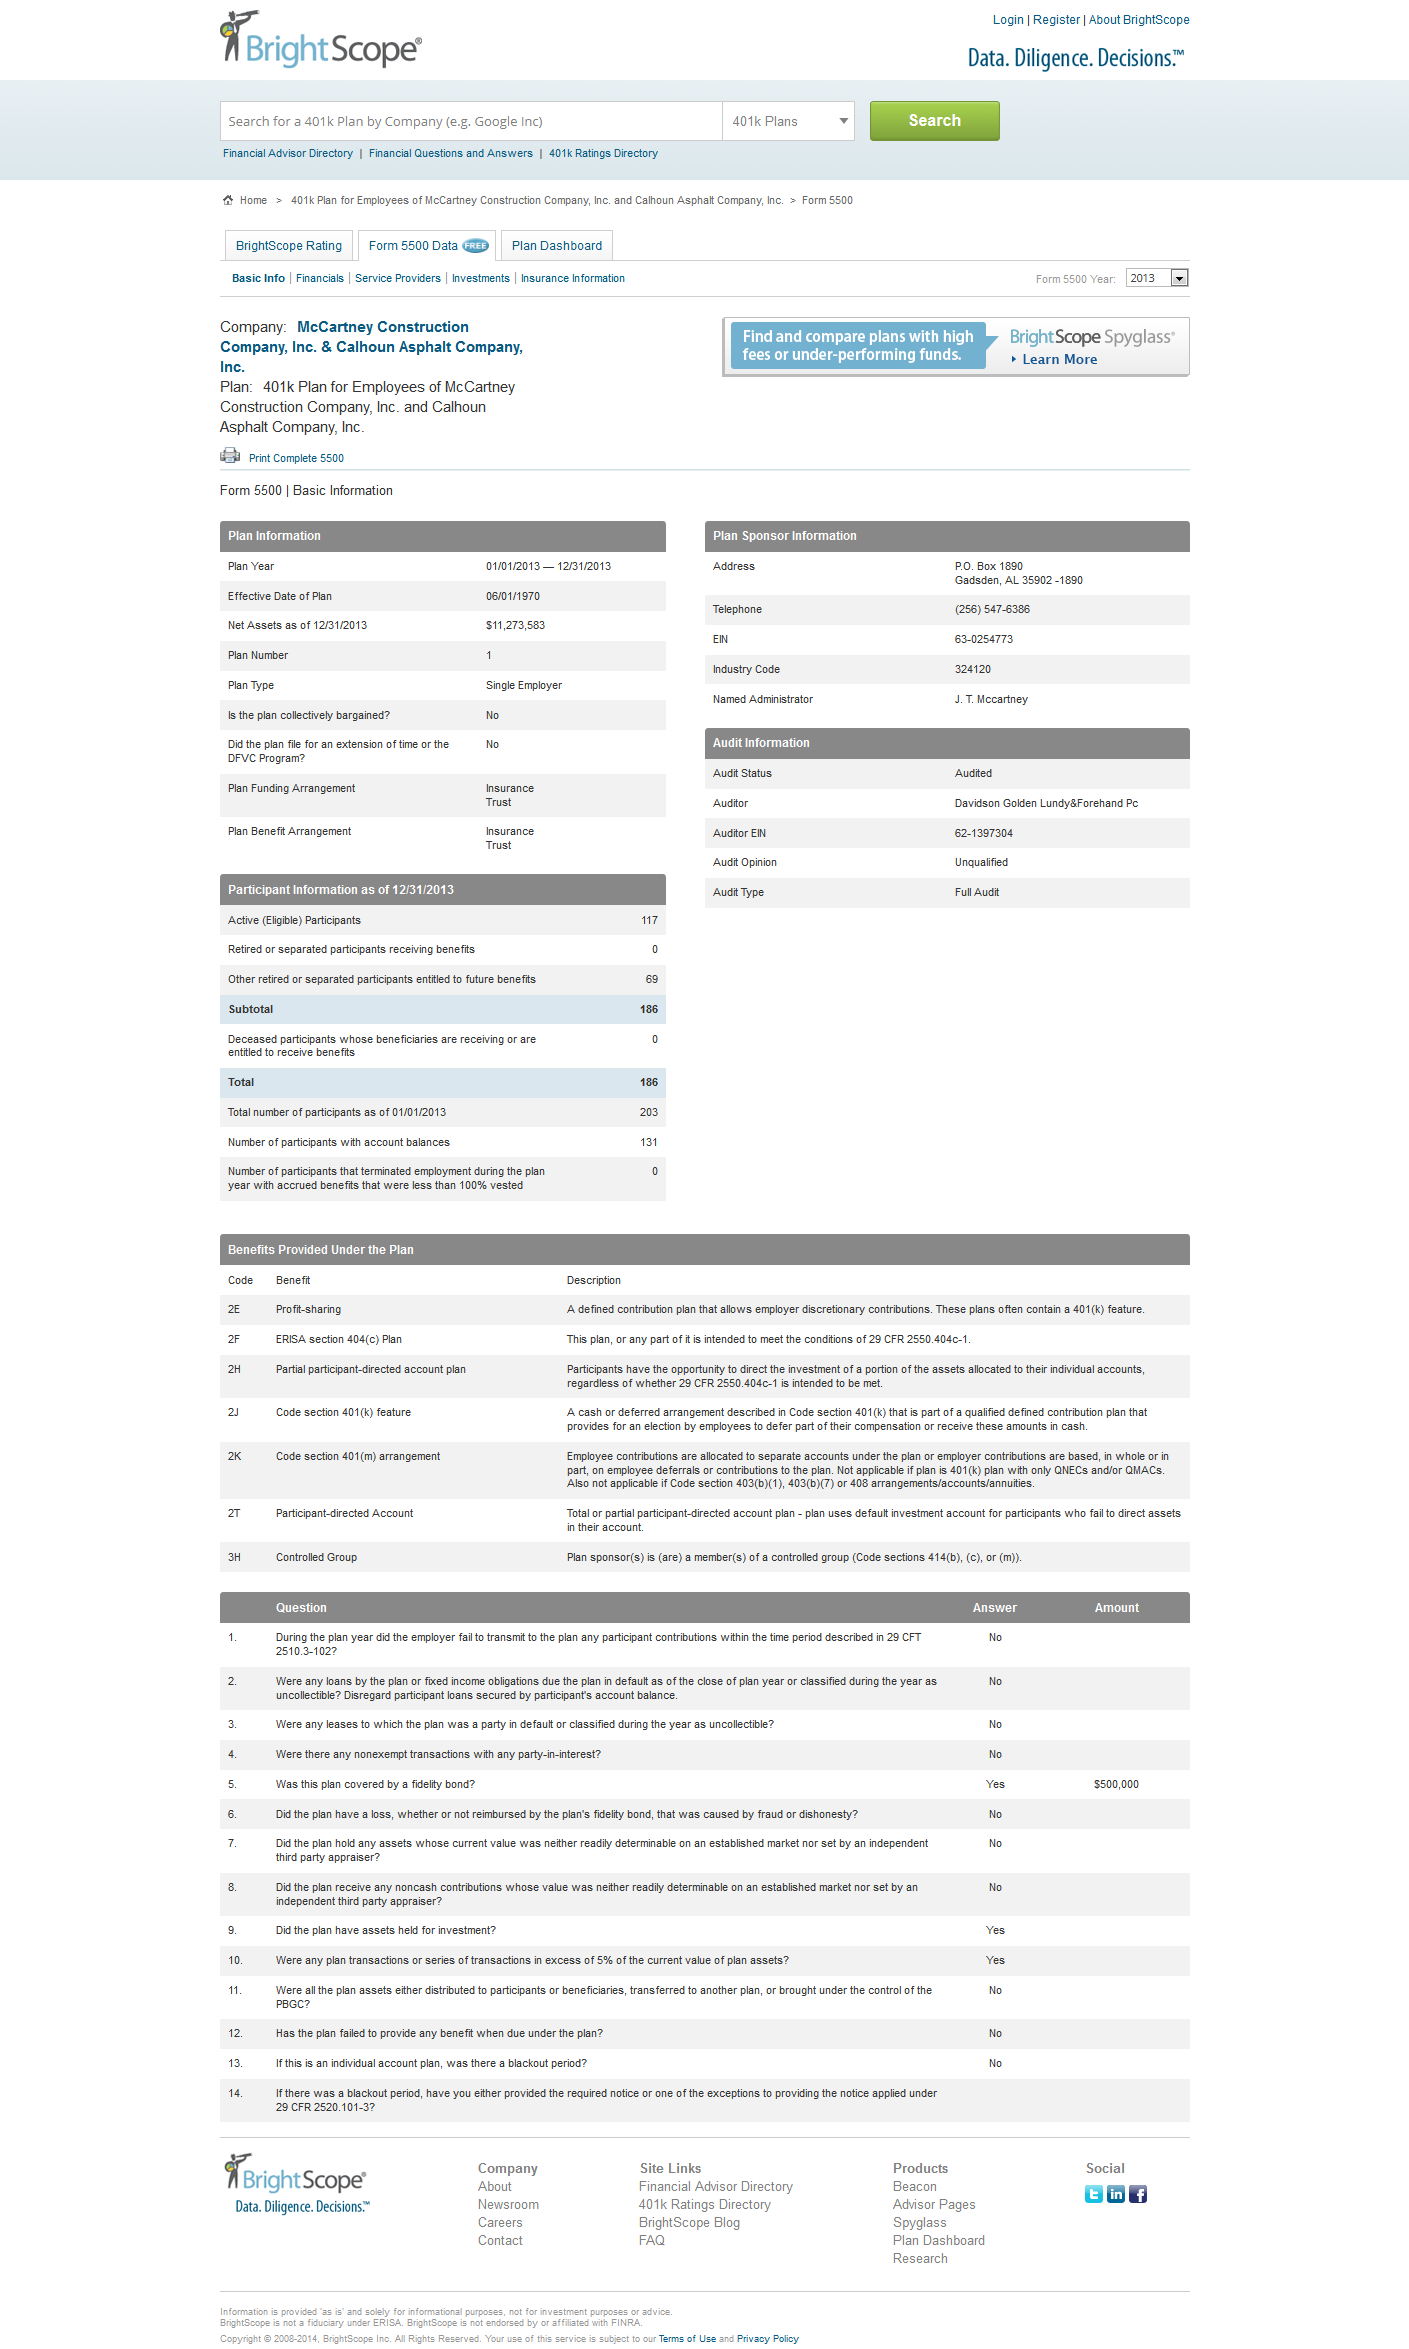 Login | Register | About BrightScope
BrightScope®
Data. Diligence. Decisions.™
Search for a 401k Plan by Company (e.g. Google Inc) 401k Plans Search
Financial Advisor Directory | Financial Questions and Answers | 401k Ratings Directory
Home > 401k Plan for Employees of McCartney Construction Company, Inc. and Calhoun Asphalt Company, Inc. > Form 5500
BrightScope Rating Form 5500 Data FREE Plan Dashboard
Basic Info | Financials | Service Providers | Investments | Insurance Information Form 5500 Year: 2013
Company: McCartney Construction
Company, Inc. & Calhoun Asphalt Company,
Inc.
Plan: 401k Plan for Employees of McCartney
Construction Company, Inc. and Calhoun
Asphalt Company, Inc.
Find and compare plans with high
fees or under-performing funds.
BrightScope Spyglass®
Learn More
Print Complete 5500
Form 5500 | Basic Information
Plan Information
Plan Year 01/01/2013 — 12/31/2013
Effective Date of Plan 06/01/1970
Net Assets as of 12/31/2013 $11,273,583
Plan Number 1
Plan Type Single Employer
Is the plan collectively bargained? No
Did the plan file for an extension of time or the No
DFVC Program?
Plan Funding Arrangement Insurance
Trust
Plan Benefit Arrangement Insurance
Trust
Participant Information as of 12/31/2013
Active (Eligible) Participants 117
Retired or separated participants receiving benefits 0
Other retired or separated participants entitled to future benefits 69
Subtotal 186
Deceased participants whose beneficiaries are receiving or are 0
entitled to receive benefits
Total 186
Total number of participants as of 01/01/2013 203
Number of participants with account balances 131
Number of participants that terminated employment during the plan 0
year with accrued benefits that were less than 100% vested
Plan Sponsor Information
Address P.O. Box 1890
Gadsden, AL 35902 -1890
Telephone (256) 547-6386
EIN 63-0254773
Industry Code 324120
Named Administrator J. T. Mccartney
Audit Information
Audit Status Audited
Auditor Davidson Golden Lundy&Forehand Pc
Auditor EIN 62-1397304
Audit Opinion Unqualified
Audit Type Full Audit
Benefits Provided Under the Plan
Code Benefit Description
2E Profit-sharing A defined contribution plan that allows employer discretionary contributions. These plans often contain a 401(k) feature.
2F ERISA section 404(c) Plan This plan, or any part of it is intended to meet the conditions of 29 CFR 2550.404c-1.
2H Partial participant-directed account plan Participants have the opportunity to direct the investment of a portion of the assets allocated to their individual accounts,
regardless of whether 29 CFR 2550.404c-1 is intended to be met.
2J Code section 401(k) feature A cash or deferred arrangement described in Code section 401(k) that is part of a qualified defined contribution plan that
provides for an election by employees to defer part of their compensation or receive these amounts in cash.
2K Code section 401(m) arrangement Employee contributions are allocated to separate accounts under the plan or employer contributions are based, in whole or in
part, on employee deferrals or contributions to the plan. Not applicable if plan is 401(k) plan with only QNECs and/or QMACs.
Also not applicable if Code section 403(b)(1), 403(b)(7) or 408 arrangements/accounts/annuities.
2T Participant-directed Account Total or partial participant-directed account plan - plan uses default investment account for participants who fail to direct assets
in their account.
3H Controlled Group Plan sponsor(s) is (are) a member(s) of a controlled group (Code sections 414(b), (c), or (m)).
Question Answer Amount
1. During the plan year did the employer fail to transmit to the plan any participant contributions within the time period described in 29 CFT No
2510.3-102?
2. Were any loans by the plan or fixed income obligations due the plan in default as of the close of plan year or classified during the year as No
uncollectible? Disregard participant loans secured by participant's account balance.
3. Were any leases to which the plan was a party in default or classified during the year as uncollectible? No
4. Were there any nonexempt transactions with any party-in-interest? No
5. Was this plan covered by a fidelity bond? Yes $500,000
6. Did the plan have a loss, whether or not reimbursed by the plan's fidelity bond, that was caused by fraud or dishonesty? No
7. Did the plan hold any assets whose current value was neither readily determinable on an established market nor set by an independent No
third party appraiser?
8. Did the plan receive any noncash contributions whose value was neither readily determinable on an established market nor set by an No
independent third party appraiser?
9. Did the plan have assets held for investment? Yes
10. Were any plan transactions or series of transactions in excess of 5% of the current value of plan assets? Yes
11. Were all the plan assets either distributed to participants or beneficiaries, transferred to another plan, or brought under the control of the No
PBGC?
12. Has the plan failed to provide any benefit when due under the plan? No
13. If this is an individual account plan, was there a blackout period? No
14. If there was a blackout period, have you either provided the required notice or one of the exceptions to providing the notice applied under
29 CFR 2520.101-3?
BrightScope®
Data. Diligence. Decisions.™
Company
About
Newsroom
Careers
Contact
Site Links
Financial Advisor Directory
401k Ratings Directory
BrightScope Blog
FAQ
Products
Beacon
Advisor Pages
Spyglass
Plan Dashboard
Research
Social
Information is provided 'as is' and solely for informational purposes, not for investment purposes or advice.
BrightScope is not a fiduciary under ERISA. BrightScope is not endorsed by or affiliated with FINRA.
Copyright © 2008-2014, BrightScope Inc. All Rights Reserved. Your use of this service is subject to our Terms of Use and Privacy Policy